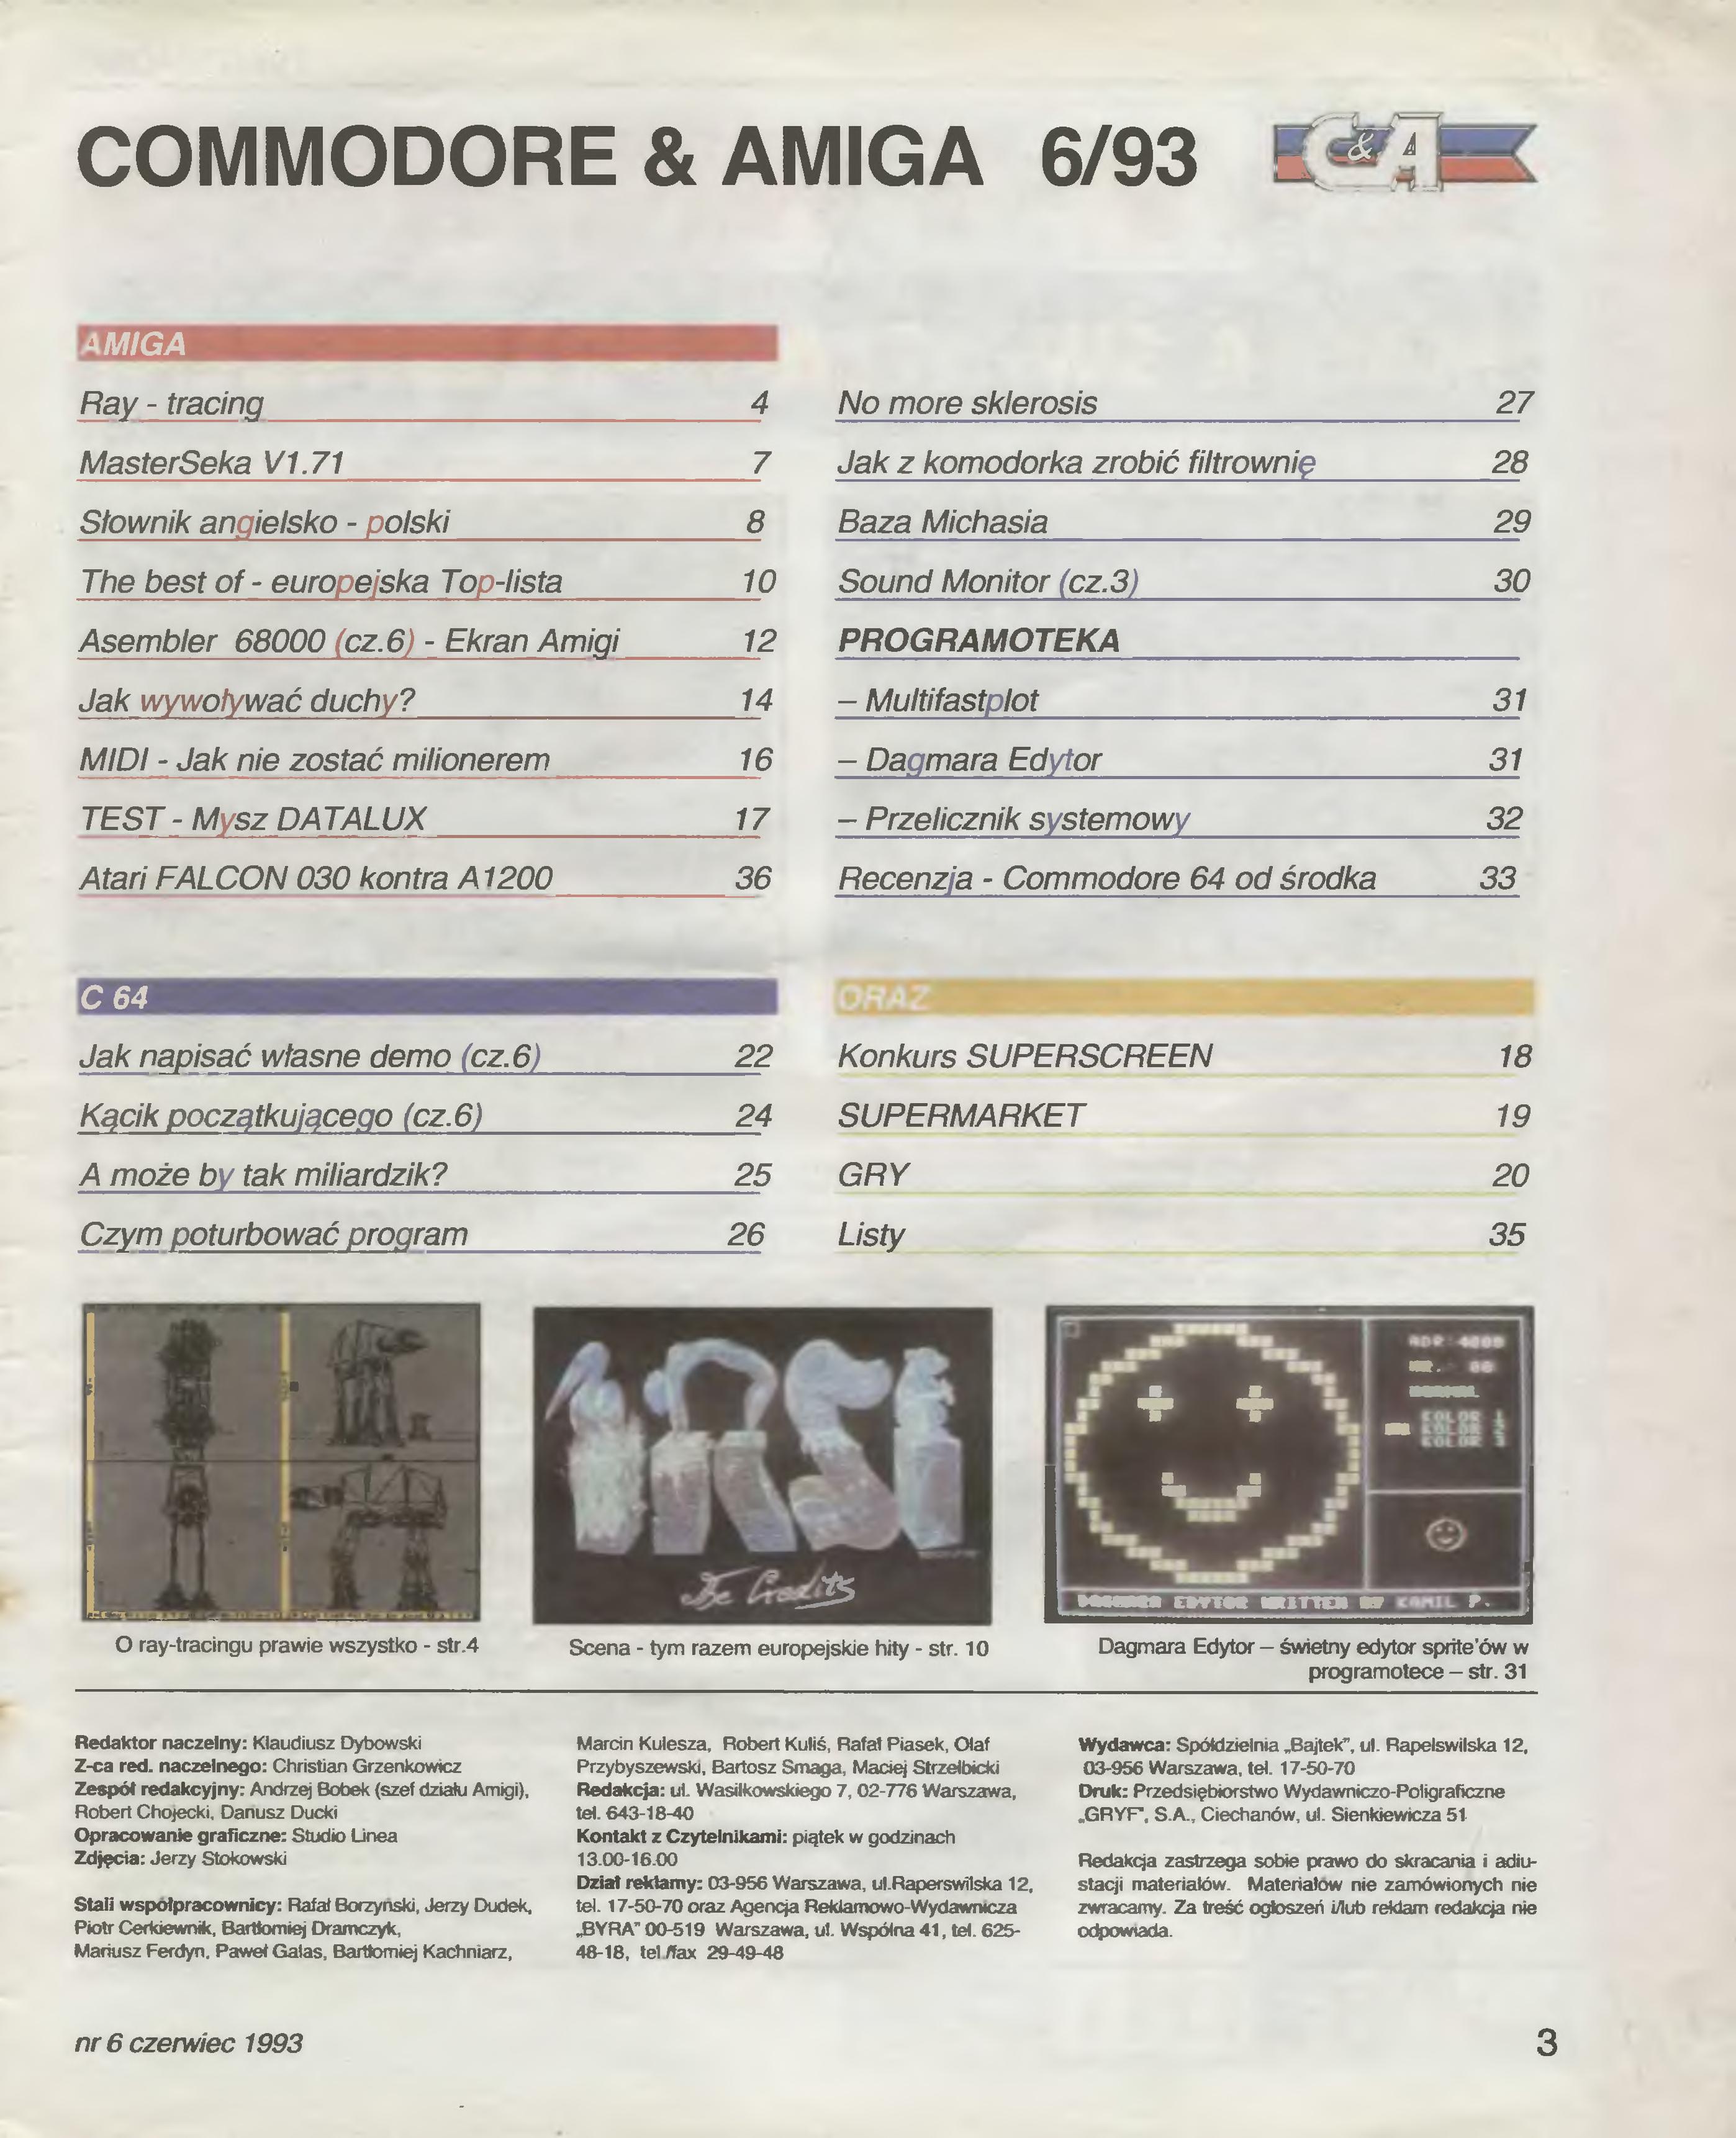 COMMODORE & AMIGA 6/93
C&A
AMIGA
Ray - tracing 4
MasterSeka V1.71 7
Słownik angielsko - polski 8
The best of - europejska Top-lista 10
Asembler 68000 (cz.6) - Ekran Amigi 12
Jak wywoływać duchy? 14
MIDI - Jak nie zostać milionerem 16
TEST - Mysz DATALUX 17
Atari FALCON 030 kontra A1200 36
C 64
Jak napisać własne demo (cz.6) 22
Kącik początkującego (cz.6) 24
A może by tak miliardzik? 25
Czym poturbować program 26
No more sklerosis 27
Jak z komodorka zrobić filtrownię 28
Baza Michasia 29
Sound Monitor (cz.3) 30
PROGRAMOTEKA
– Multifastplot 31
– Dagmara Edytor 31
– Przelicznik systemowy 32
Recenzja - Commodore 64 od środka 33
ORAZ
Konkurs SUPERSCREEN 18
SUPERMARKET 19
GRY 20
Listy 35
The Credits
ADR 4000
NR. 00
NORMAL
COLOR 1
COLOR 2
COLOR 3
DAGMARA EDYTOR WRITTEN BY KAMIL P.
O ray-tracingu prawie wszystko - str.4
Scena - tym razem europejskie hity - str. 10
Dagmara Edytor – świetny edytor sprite'ów w
programotece – str. 31
Redaktor naczelny: Klaudiusz Dybowski
Z-ca red. naczelnego: Christian Grzenkowicz
Zespół redakcyjny: Andrzej Bobek (szef działu Amigi),
Robert Chojecki, Dariusz Ducki
Opracowanie graficzne: Studio Linea
Zdjęcia: Jerzy Stokowski
Stali współpracownicy: Rafał Borzyński, Jerzy Dudek,
Piotr Cerkiewnik, Bartłomiej Dramczyk,
Mariusz Ferdyn, Paweł Galas, Bartłomiej Kachniarz,
Marcin Kulesza, Robert Kuliś, Rafał Piasek, Olaf
Przybyszewski, Bartosz Smaga, Maciej Strzelbicki
Redakcja: ul. Wasilkowskiego 7, 02-776 Warszawa,
tel. 643-18-40
Kontakt z Czytelnikami: piątek w godzinach
13.00-16.00
Dział reklamy: 03-956 Warszawa, ul.Raperswilska 12,
tel. 17-50-70 oraz Agencja Reklamowo-Wydawnicza
„BYRA” 00-519 Warszawa, ul. Wspólna 41, tel. 625-
48-18, tel./fax 29-49-48
Wydawca: Spółdzielnia „Bajtek”, ul. Rapelswilska 12,
03-956 Warszawa, tel. 17-50-70
Druk: Przedsiębiorstwo Wydawniczo-Poligraficzne
„GRYF”, S.A., Ciechanów, ul. Sienkiewicza 51
Redakcja zastrzega sobie prawo do skracania i adiu-
stacji materiałów. Materiałów nie zamówionych nie
zwracamy. Za treść ogłoszeń i/lub reklam redakcja nie
odpowiada.
nr 6 czerwiec 1993
3